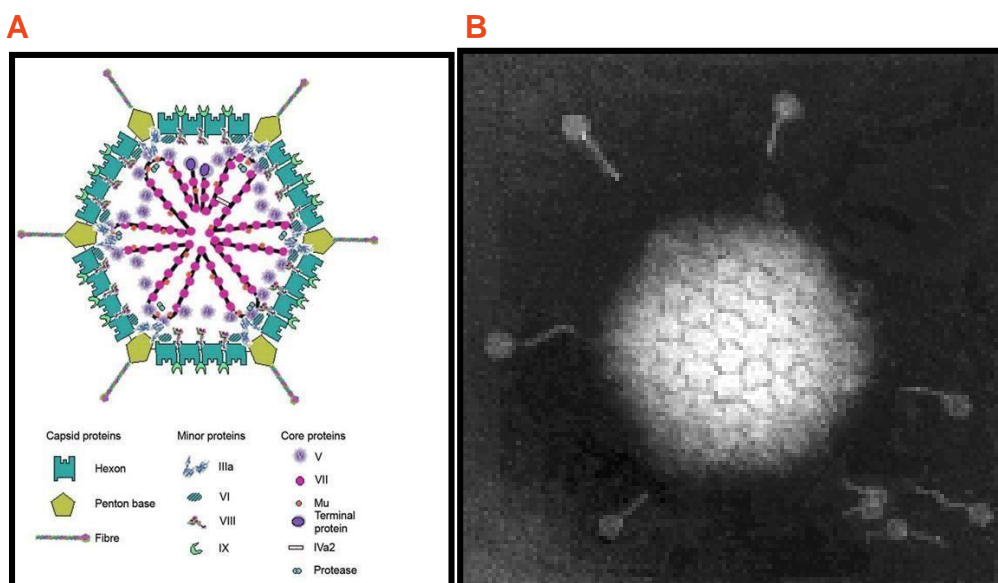 A
B
Capsid proteins
Hexon
Penton base
Fibre
Minor proteins
IIIa
VI
VIII
IX
Core proteins
V
VII
Mu
Terminal
protein
IVa2
Protease